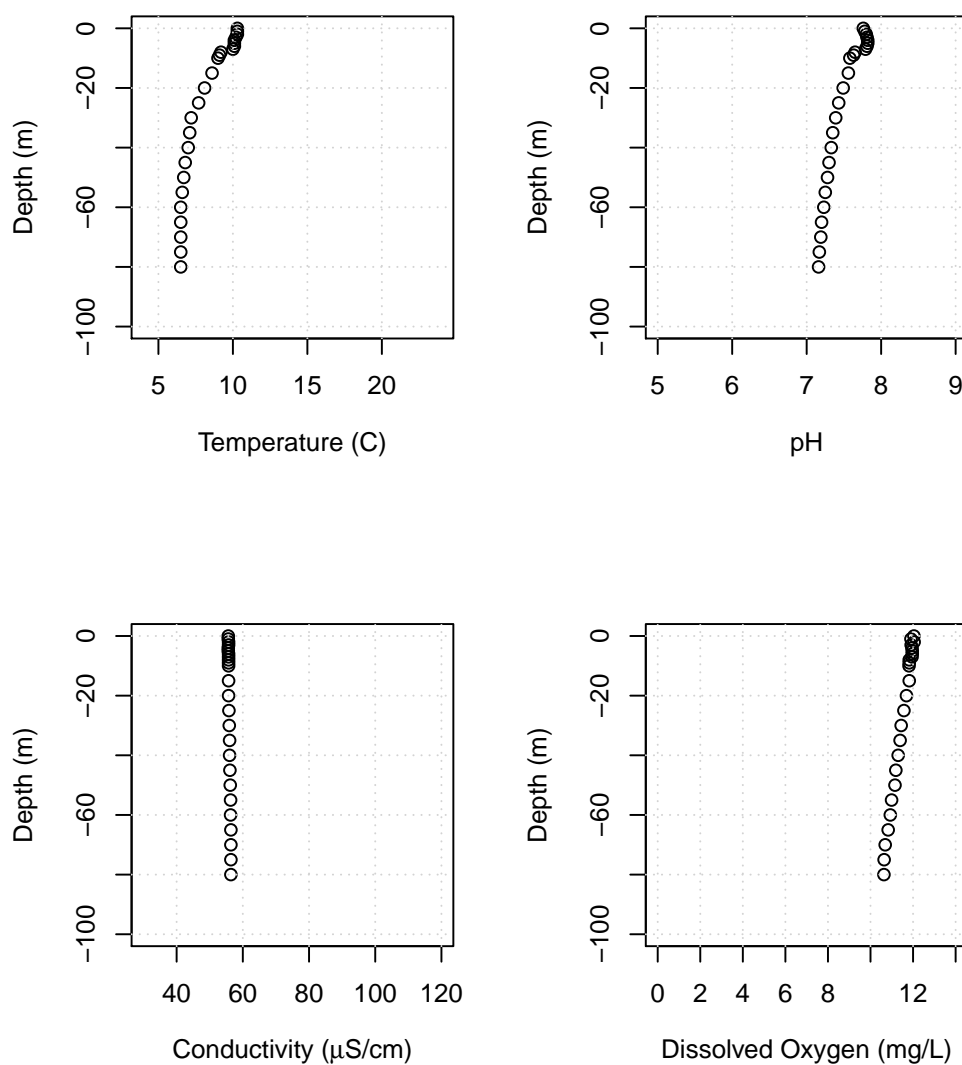 0
−20
−60
−100
Depth (m)
5 10 15 20
Temperature (C)
0
−20
−60
−100
Depth (m)
5 6 7 8 9
pH
0
−20
−60
−100
Depth (m)
40 60 80 100 120
Conductivity (μS/cm)
0
−20
−60
−100
Depth (m)
0 2 4 6 8 12
Dissolved Oxygen (mg/L)